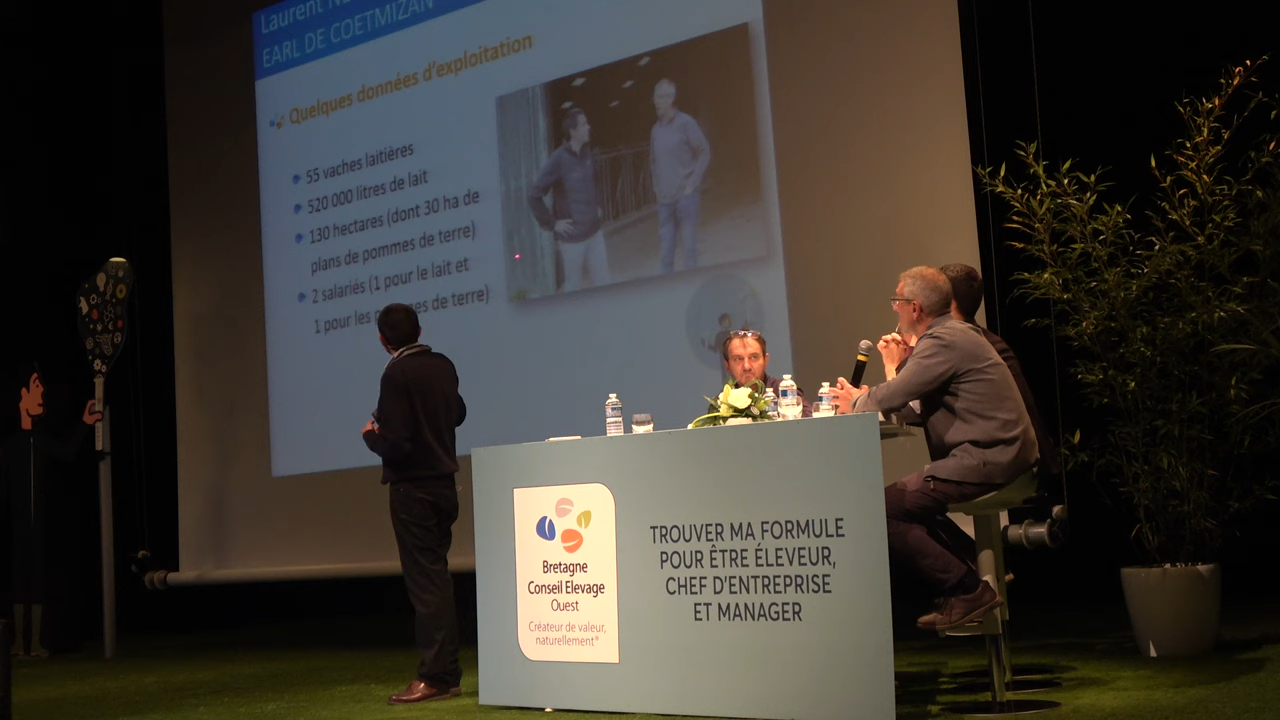 Laurent
EARL DE COETMIZAN
Quelques données d'exploitation
55 vaches laitières
520 000 litres de lait
130 hectares (dont 30 ha de
plans de pommes de terre)
2 salariés (1 pour le lait et
1 pour les de terre)
Bretagne
Conseil Elevage
Ouest
Créateur de valeur,
naturellement®
TROUVER MA FORMULE
POUR ÊTRE ÉLEVEUR,
CHEF D'ENTREPRISE
ET MANAGER